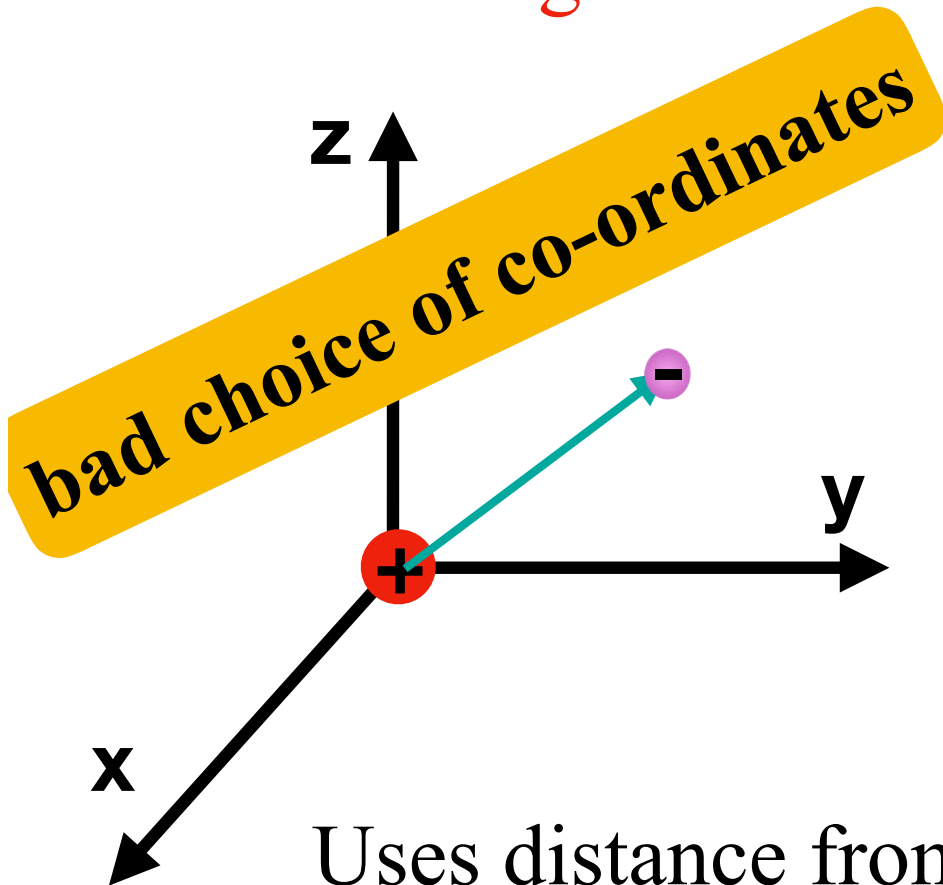 z
bad choice of co-ordinates
-
y
+
x
Uses distance from